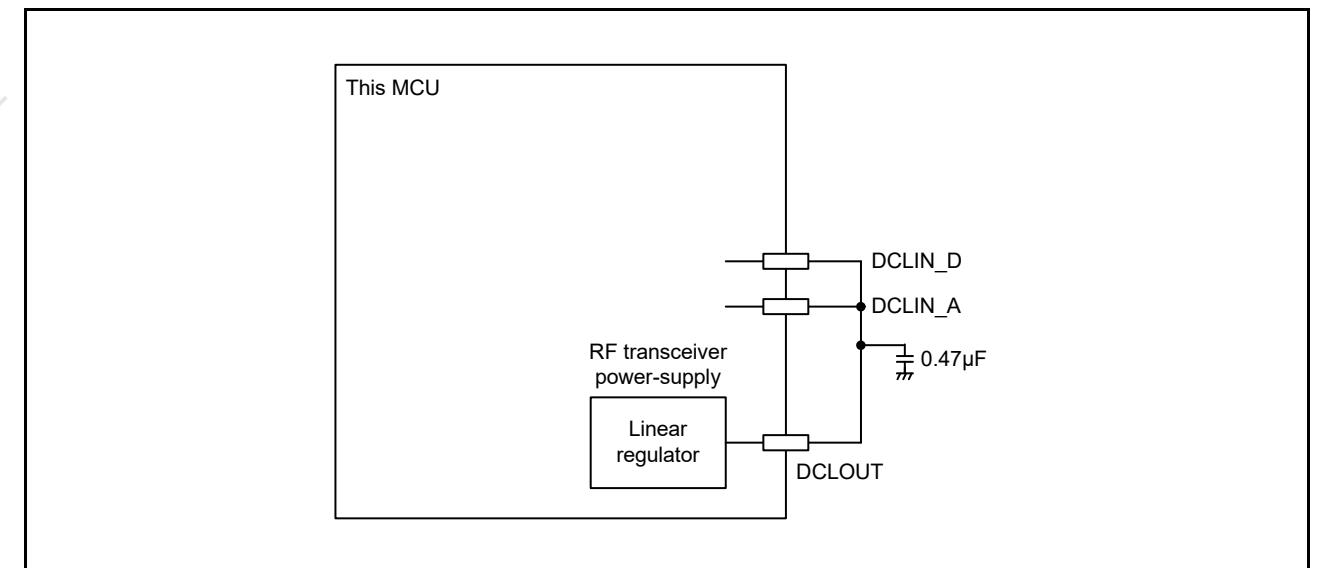 This MCU
DCLIN_D
DCLIN_A
RF transceiver
power-supply
0.47µF
Linear
regulator
DCLOUT